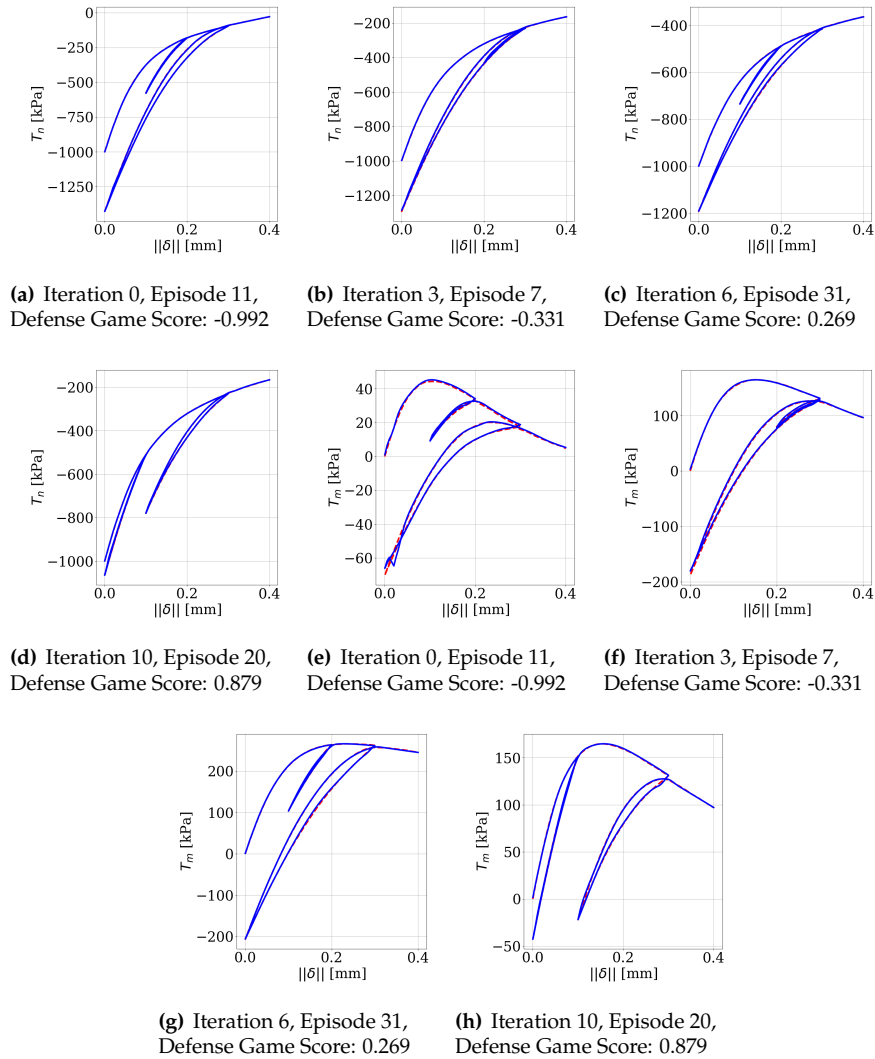 0
−250
−500
−750
−1000
−1250
T_n [kPa]
0.0 0.2 0.4
||δ|| [mm]
−200
−400
−600
−800
−1000
−1200
T_n [kPa]
0.0 0.2 0.4
||δ|| [mm]
−400
−600
−800
−1000
−1200
T_n [kPa]
0.0 0.2 0.4
||δ|| [mm]
(a) Iteration 0, Episode 11,
Defense Game Score: -0.992
(b) Iteration 3, Episode 7,
Defense Game Score: -0.331
(c) Iteration 6, Episode 31,
Defense Game Score: 0.269
−200
−400
−600
−800
−1000
T_n [kPa]
0.0 0.2 0.4
||δ|| [mm]
40
20
0
−20
−40
−60
T_m [kPa]
0.0 0.2 0.4
||δ|| [mm]
100
0
−100
−200
T_m [kPa]
0.0 0.2 0.4
||δ|| [mm]
(d) Iteration 10, Episode 20,
Defense Game Score: 0.879
(e) Iteration 0, Episode 11,
Defense Game Score: -0.992
(f) Iteration 3, Episode 7,
Defense Game Score: -0.331
200
100
0
−100
−200
T_m [kPa]
0.0 0.2 0.4
||δ|| [mm]
150
100
50
0
−50
T_m [kPa]
0.0 0.2 0.4
||δ|| [mm]
(g) Iteration 6, Episode 31,
Defense Game Score: 0.269
(h) Iteration 10, Episode 20,
Defense Game Score: 0.879